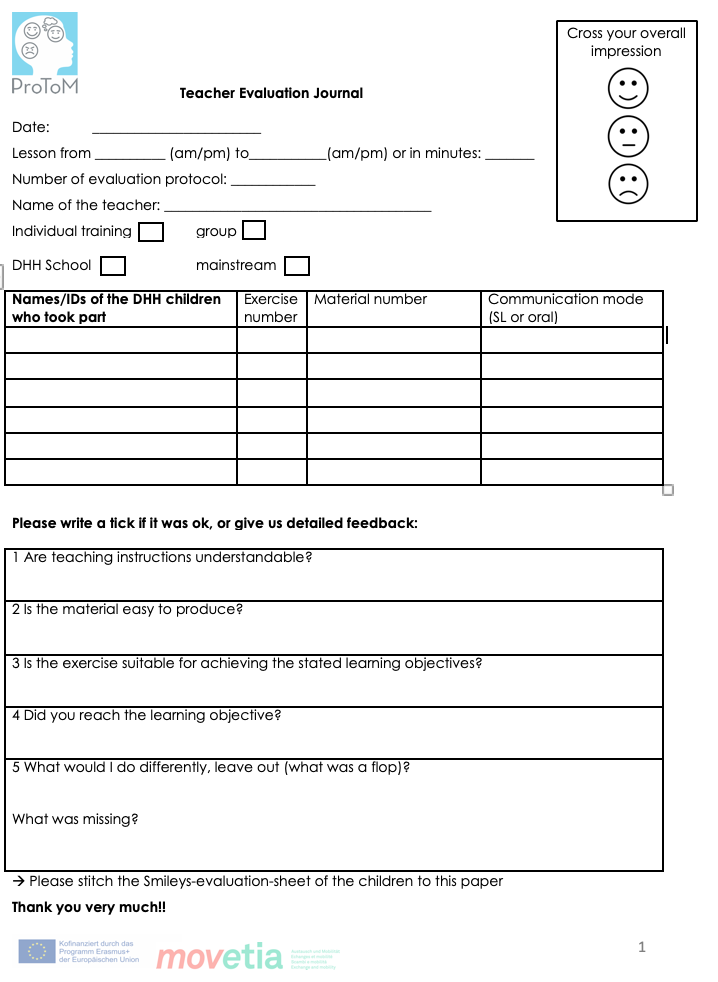 Cross your overall
impression
ProToM
Teacher Evaluation Journal
Date: ______________________
Lesson from _________ (am/pm) to__________(am/pm) or in minutes: ______
Number of evaluation protocol: ___________
Name of the teacher: ___________________________________
Individual training group
DHH School mainstream
Names/IDs of the DHH children
who took part
Exercise
number
Material number
Communication mode
(SL or oral)
Please write a tick if it was ok, or give us detailed feedback:
1 Are teaching instructions understandable?
2 Is the material easy to produce?
3 Is the exercise suitable for achieving the stated learning objectives?
4 Did you reach the learning objective?
5 What would I do differently, leave out (what was a flop)?
What was missing?
→ Please stitch the Smileys-evaluation-sheet of the children to this paper
Thank you very much!!
Kofinanziert durch das
Programm Erasmus+
der Europäischen Union
movetia
1